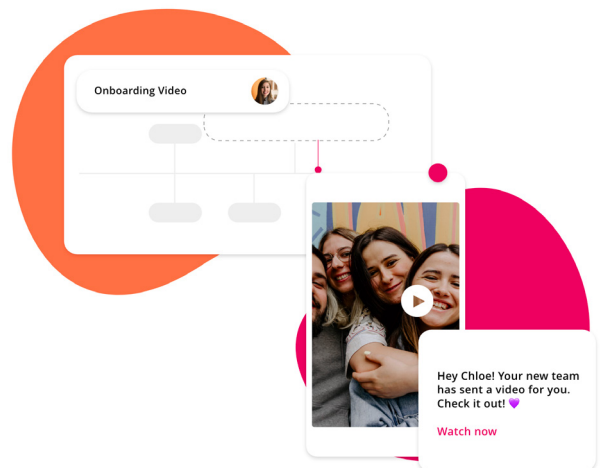 Onboarding Video
Hey Chloe! Your new team
has sent a video for you.
Check it out! 💜
Watch now